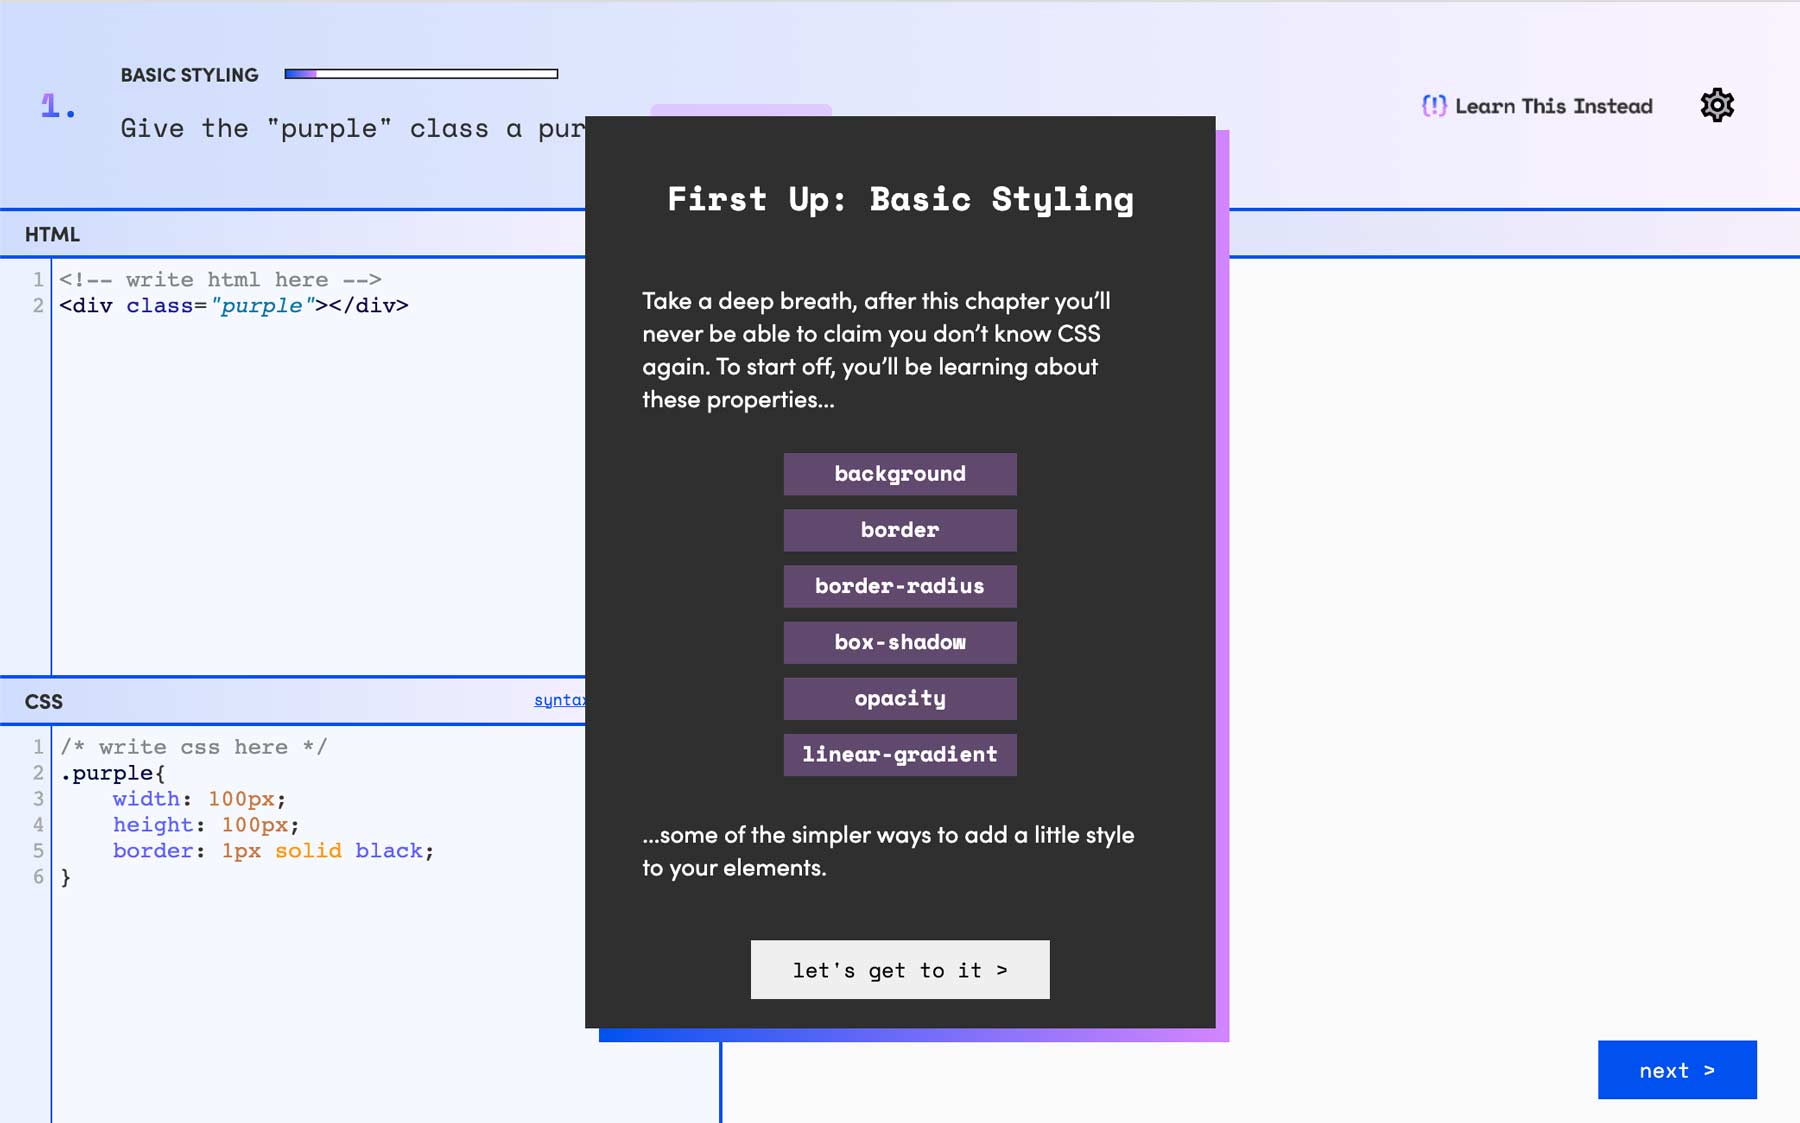 BASIC STYLING
1.
Give the "purple" class a pur
{!} Learn This Instead
HTML
1 <!-- write html here -->
2 <div class="purple"></div>
CSS
syntax
1 /* write css here */
2 .purple{
3 width: 100px;
4 height: 100px;
5 border: 1px solid black;
6 }
First Up: Basic Styling
Take a deep breath, after this chapter you’ll
never be able to claim you don’t know CSS
again. To start off, you’ll be learning about
these properties...
background
border
border-radius
box-shadow
opacity
linear-gradient
...some of the simpler ways to add a little style
to your elements.
let's get to it >
next >